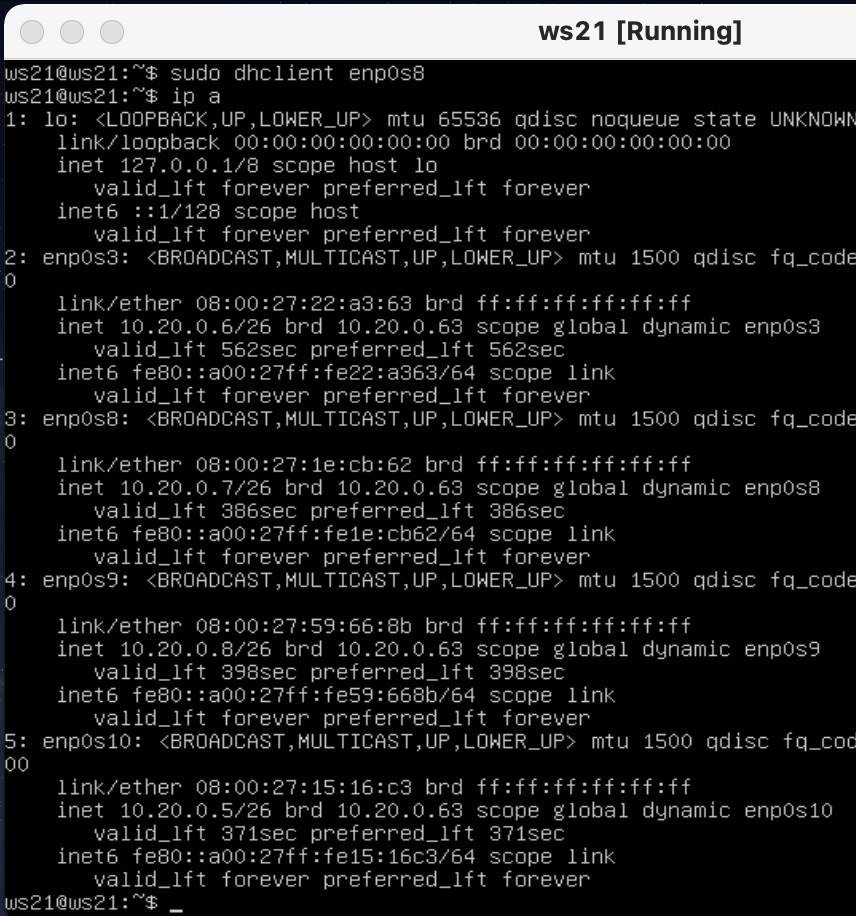 ws21 [Running]
ws21@ws21:~$ sudo dhclient enp0s8
ws21@ws21:~$ ip a
1: lo: <LOOPBACK,UP,LOWER_UP> mtu 65536 qdisc noqueue state UNKNOWN
link/loopback 00:00:00:00:00:00 brd 00:00:00:00:00:00
inet 127.0.0.1/8 scope host lo
valid_lft forever preferred_lft forever
inet6 ::1/128 scope host
valid_lft forever preferred_lft forever
2: enp0s3: <BROADCAST,MULTICAST,UP,LOWER_UP> mtu 1500 qdisc fq_code
0
link/ether 08:00:27:22:a3:63 brd ff:ff:ff:ff:ff:ff
inet 10.20.0.6/26 brd 10.20.0.63 scope global dynamic enp0s3
valid_lft 562sec preferred_lft 562sec
inet6 fe80::a00:27ff:fe22:a363/64 scope link
valid_lft forever preferred_lft forever
3: enp0s8: <BROADCAST,MULTICAST,UP,LOWER_UP> mtu 1500 qdisc fq_code
0
link/ether 08:00:27:1e:cb:62 brd ff:ff:ff:ff:ff:ff
inet 10.20.0.7/26 brd 10.20.0.63 scope global dynamic enp0s8
valid_lft 386sec preferred_lft 386sec
inet6 fe80::a00:27ff:fe1e:cb62/64 scope link
valid_lft forever preferred_lft forever
4: enp0s9: <BROADCAST,MULTICAST,UP,LOWER_UP> mtu 1500 qdisc fq_code
0
link/ether 08:00:27:59:66:8b brd ff:ff:ff:ff:ff:ff
inet 10.20.0.8/26 brd 10.20.0.63 scope global dynamic enp0s9
valid_lft 398sec preferred_lft 398sec
inet6 fe80::a00:27ff:fe59:668b/64 scope link
valid_lft forever preferred_lft forever
5: enp0s10: <BROADCAST,MULTICAST,UP,LOWER_UP> mtu 1500 qdisc fq_cod
00
link/ether 08:00:27:15:16:c3 brd ff:ff:ff:ff:ff:ff
inet 10.20.0.5/26 brd 10.20.0.63 scope global dynamic enp0s10
valid_lft 371sec preferred_lft 371sec
inet6 fe80::a00:27ff:fe15:16c3/64 scope link
valid_lft forever preferred_lft forever
ws21@ws21:~$ _